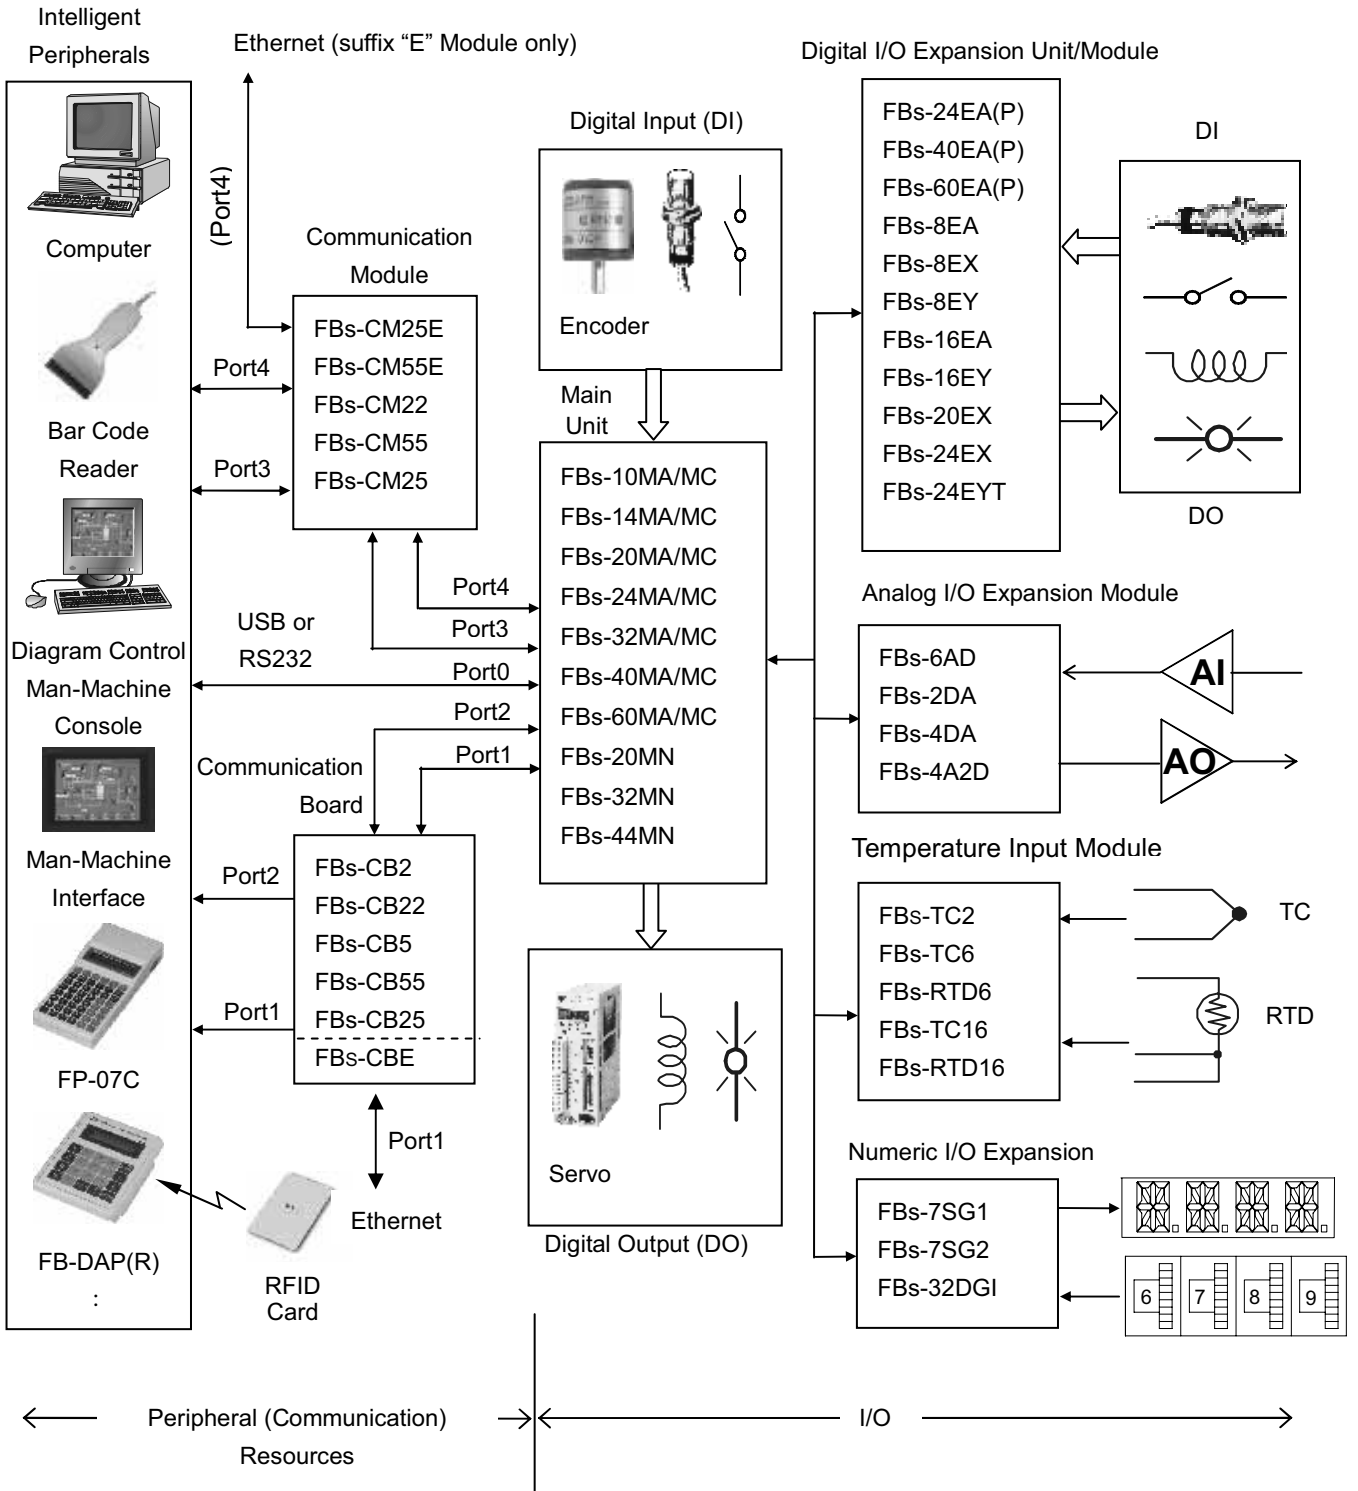 Intelligent
Peripherals
Computer
Bar Code
Reader
Diagram Control
Man-Machine
Console
Man-Machine
Interface
FP-07C
FB-DAP(R)
:
Ethernet (suffix “E” Module only)
(Port4)
Communication
Module
FBs-CM25E
FBs-CM55E
FBs-CM22
FBs-CM55
FBs-CM25
Port4
Port3
Port4
Port3
USB or
RS232
Port0
Port2
Port1
Communication
Board
FBs-CB2
FBs-CB22
FBs-CB5
FBs-CB55
FBs-CB25
FBs-CBE
Port2
Port1
Port1
Ethernet
RFID
Card
Digital Input (DI)
Encoder
Main
Unit
FBs-10MA/MC
FBs-14MA/MC
FBs-20MA/MC
FBs-24MA/MC
FBs-32MA/MC
FBs-40MA/MC
FBs-60MA/MC
FBs-20MN
FBs-32MN
FBs-44MN
Servo
Digital Output (DO)
Digital I/O Expansion Unit/Module
FBs-24EA(P)
FBs-40EA(P)
FBs-60EA(P)
FBs-8EA
FBs-8EX
FBs-8EY
FBs-16EA
FBs-16EY
FBs-20EX
FBs-24EX
FBs-24EYT
DI
DO
Analog I/O Expansion Module
FBs-6AD
FBs-2DA
FBs-4DA
FBs-4A2D
AI
AO
Temperature Input Module
FBs-TC2
FBs-TC6
FBs-RTD6
FBs-TC16
FBs-RTD16
TC
RTD
Numeric I/O Expansion
FBs-7SG1
FBs-7SG2
FBs-32DGI
6 7 8 9
Peripheral (Communication)
Resources
I/O